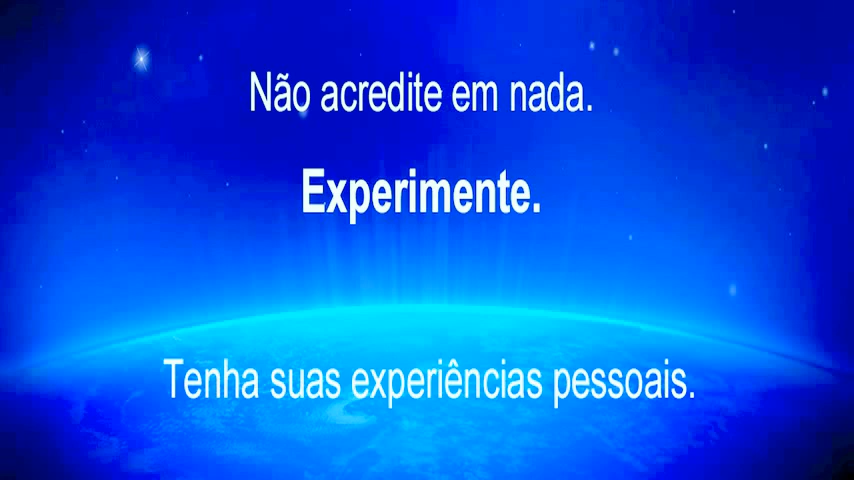 Não acredite em nada.
Experimente.
Tenha suas experiências pessoais.